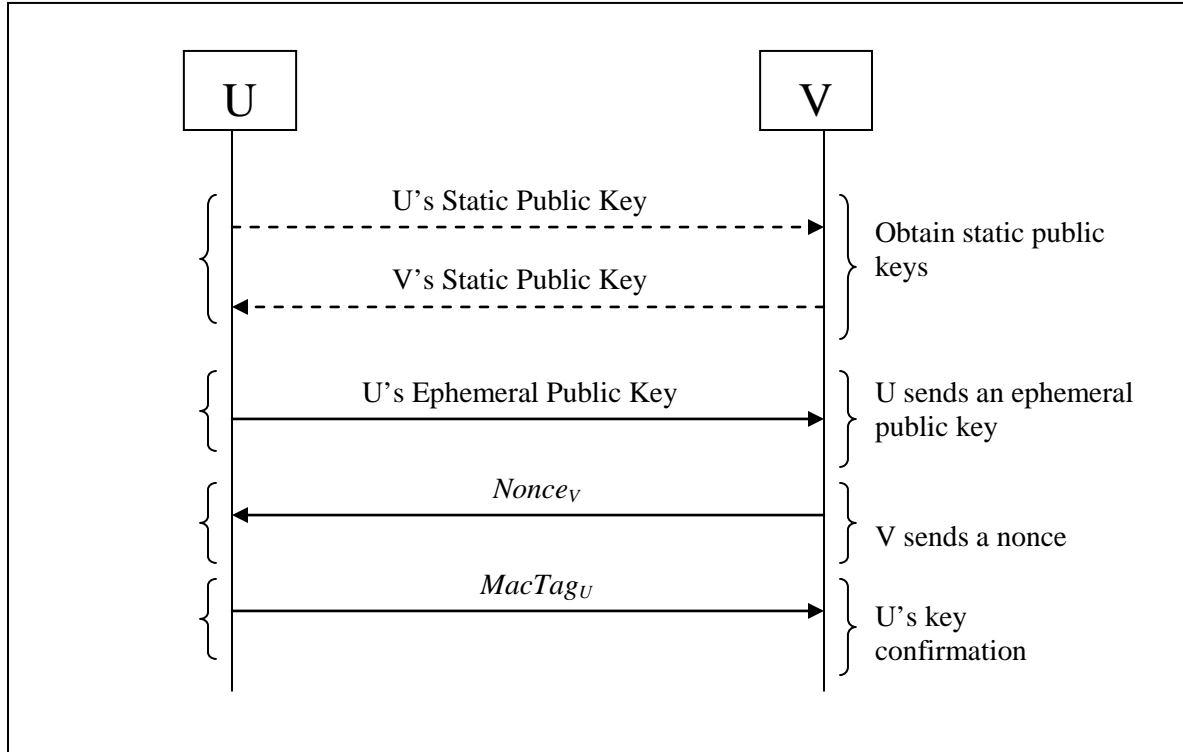 U
V
U’s Static Public Key
V’s Static Public Key
Obtain static public
keys
U’s Ephemeral Public Key
U sends an ephemeral
public key
NonceV
V sends a nonce
MacTagU
U’s key
confirmation